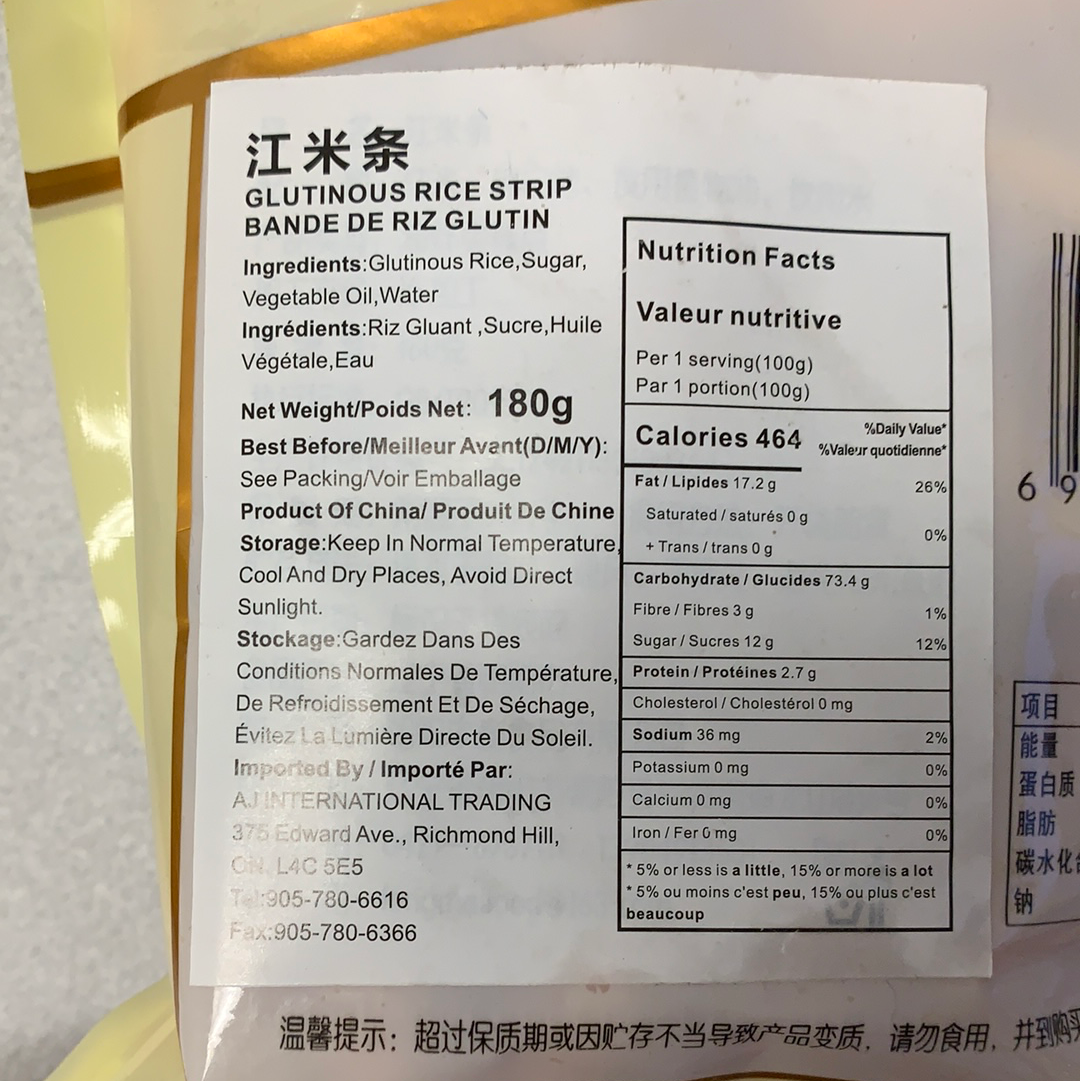 江米条
GLUTINOUS RICE STRIP
BANDE DE RIZ GLUTIN
Ingredients:Glutinous Rice,Sugar,
Vegetable Oil,Water
Ingrédients:Riz Gluant ,Sucre,Huile
Végétale,Eau
Net Weight/Poids Net: 180g
Best Before/Meilleur Avant(D/M/Y):
See Packing/Voir Emballage
Product Of China/ Produit De Chine
Storage:Keep In Normal Temperature,
Cool And Dry Places, Avoid Direct
Sunlight.
Stockage:Gardez Dans Des
Conditions Normales De Température,
De Refroidissement Et De Séchage,
Évitez La Lumière Directe Du Soleil.
Imported By / Importé Par:
AJ INTERNATIONAL TRADING
375 Edward Ave., Richmond Hill,
ON. L4C 5E5
Tel:905-780-6616
Fax:905-780-6366
Nutrition Facts
Valeur nutritive
Per 1 serving(100g)
Par 1 portion(100g)
Calories 464
%Daily Value*
%Valeur quotidienne*
Fat / Lipides 17.2 g 26%
Saturated / saturés 0 g
+ Trans / trans 0 g 0%
Carbohydrate / Glucides 73.4 g
Fibre / Fibres 3 g 1%
Sugar / Sucres 12 g 12%
Protein / Protéines 2.7 g
Cholesterol / Cholestérol 0 mg
Sodium 36 mg 2%
Potassium 0 mg 0%
Calcium 0 mg 0%
Iron / Fer 0 mg 0%
* 5% or less is a little, 15% or more is a lot
* 5% ou moins c'est peu, 15% ou plus c'est
beaucoup
6 9
项目
能量
蛋白质
脂肪
碳水化合
钠
温馨提示：超过保质期或因贮存不当导致产品变质，请勿食用，并到购买